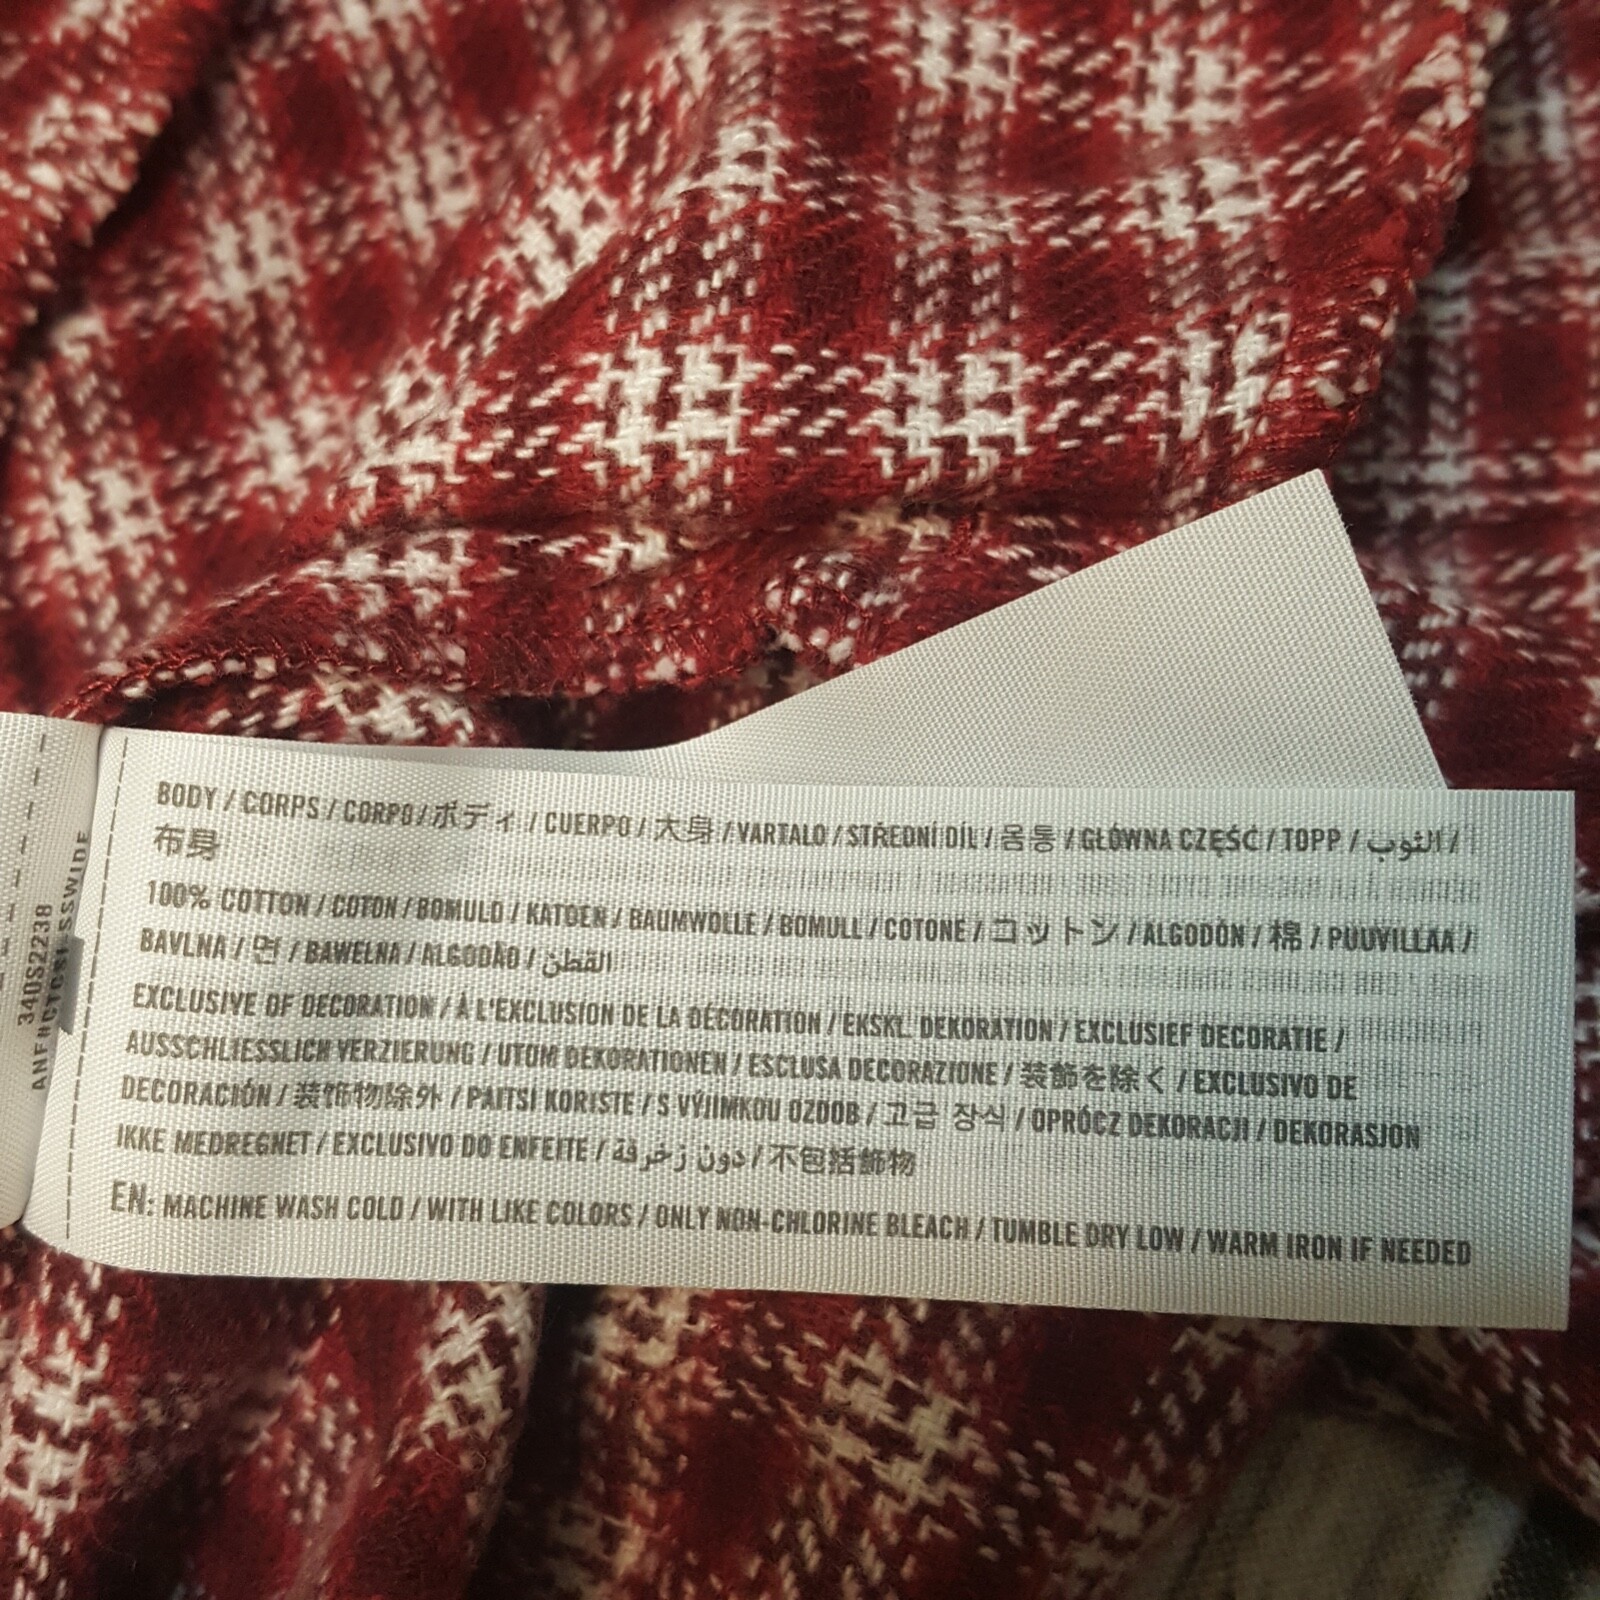 BODY / CORPS / CORPO / ボディ / CUERPO / 大身 / VARTALO / STŘEDNÍ DÍL / 몸통 / GŁÓWNA CZĘŚĆ / TOPP / الثوب /
布身
100% COTTON / COTON / BOMULD / KATOEN / BAUMWOLLE / BOMULL / COTONE / コットン / ALGODÓN / 棉 / PUUVILLAA /
BAVLNA / 면 / BAWEŁNA / ALGODÃO / القطن
EXCLUSIVE OF DECORATION / À L'EXCLUSION DE LA DÉCORATION / EKSKL. DEKORATION / EXCLUSIEF DECORATIE /
AUSSCHLIESSLICH VERZIERUNG / UTOM DEKORATIONEN / ESCLUSA DECORAZIONE / 装飾を除く / EXCLUSIVO DE
DECORACIÓN / 装饰物除外 / PAITSI KORISTE / S VÝJIMKOU OZDOB / 고급 장식 / OPRÓCZ DEKORACJI / DEKORASJON
IKKE MEDREGNET / EXCLUSIVO DO ENFEITE / دون زخرفة / 不包括飾物
EN: MACHINE WASH COLD / WITH LIKE COLORS / ONLY NON-CHLORINE BLEACH / TUMBLE DRY LOW / WARM IRON IF NEEDED
340S2238